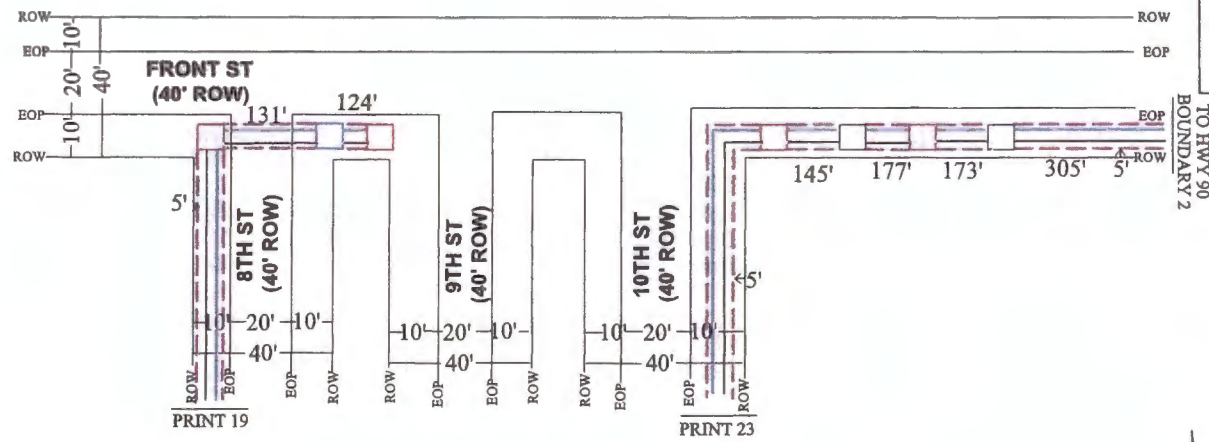 ROW
ROW
10'
EOP
EOP
20'
40'
FRONT ST
(40' ROW)
131'
124'
EOP
EOP
10'
ROW
ROW
TO HWY 90
BOUNDARY 2
145'
177'
173'
305'
5'
5'
8TH ST
(40' ROW)
9TH ST
(40' ROW)
10TH ST
(40' ROW)
5'
10'
20'
10'
10'
20'
10'
10'
20'
10'
40'
40'
40'
ROW
EOP
EOP
ROW
ROW
EOP
EOP
ROW
ROW
EOP
EOP
ROW
PRINT 19
PRINT 23